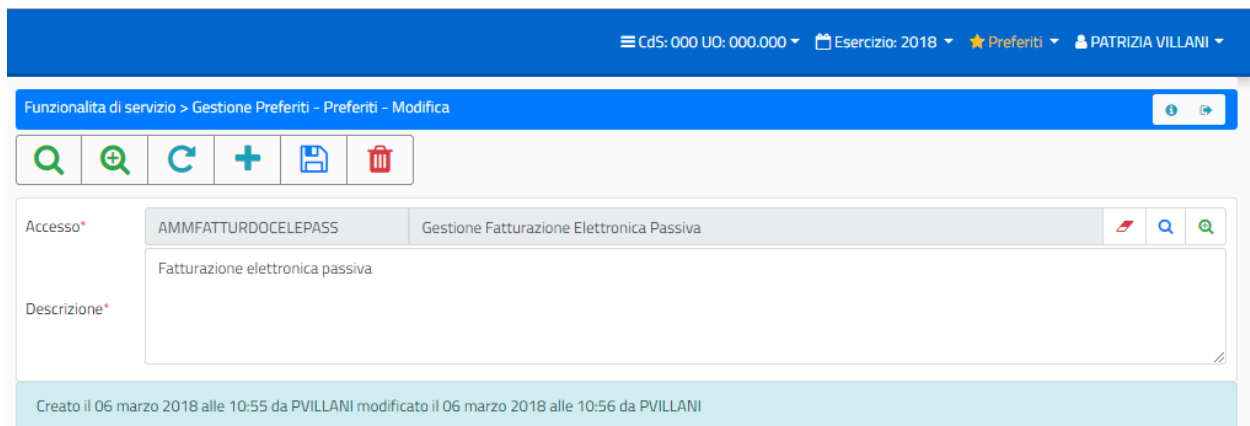 CdS: 000 UO: 000.000 Esercizio: 2018 Preferiti PATRIZIA VILLANI
Funzionalita di servizio > Gestione Preferiti - Preferiti - Modifica
Accesso* AMMFATTURDOCELEPASS Gestione Fatturazione Elettronica Passiva
Fatturazione elettronica passiva
Descrizione*
Creato il 06 marzo 2018 alle 10:55 da PVILLANI modificato il 06 marzo 2018 alle 10:56 da PVILLANI